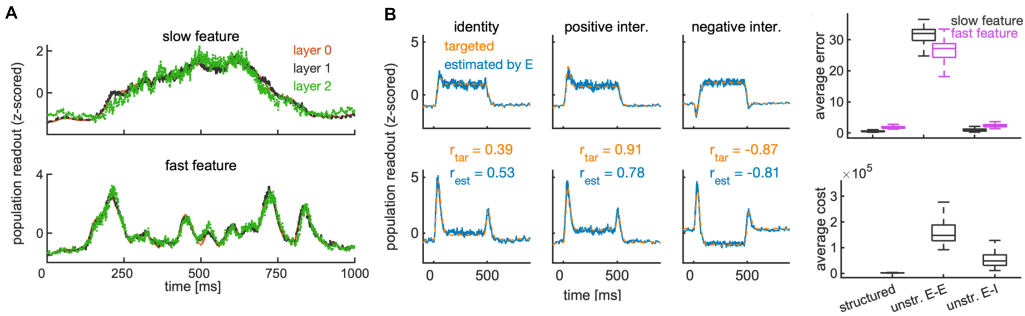 A
slow feature
layer 0
layer 1
layer 2
2
0
fast feature
4
0
population readout (z-scored)
0
250
500
750
1000
time [ms]
B
identity
positive inter.
negative inter.
targeted
estimated by E
5
0
r_tar = 0.39
r_est = 0.53
r_tar = 0.91
r_est = 0.78
r_tar = -0.87
r_est = -0.81
5
0
population readout (z-scored)
0
500
0
500
0
500
time [ms]
slow feature
fast feature
30
20
10
0
average error
×10^5
3
2
1
0
average cost
structured
unstr. E-E
unstr. E-I